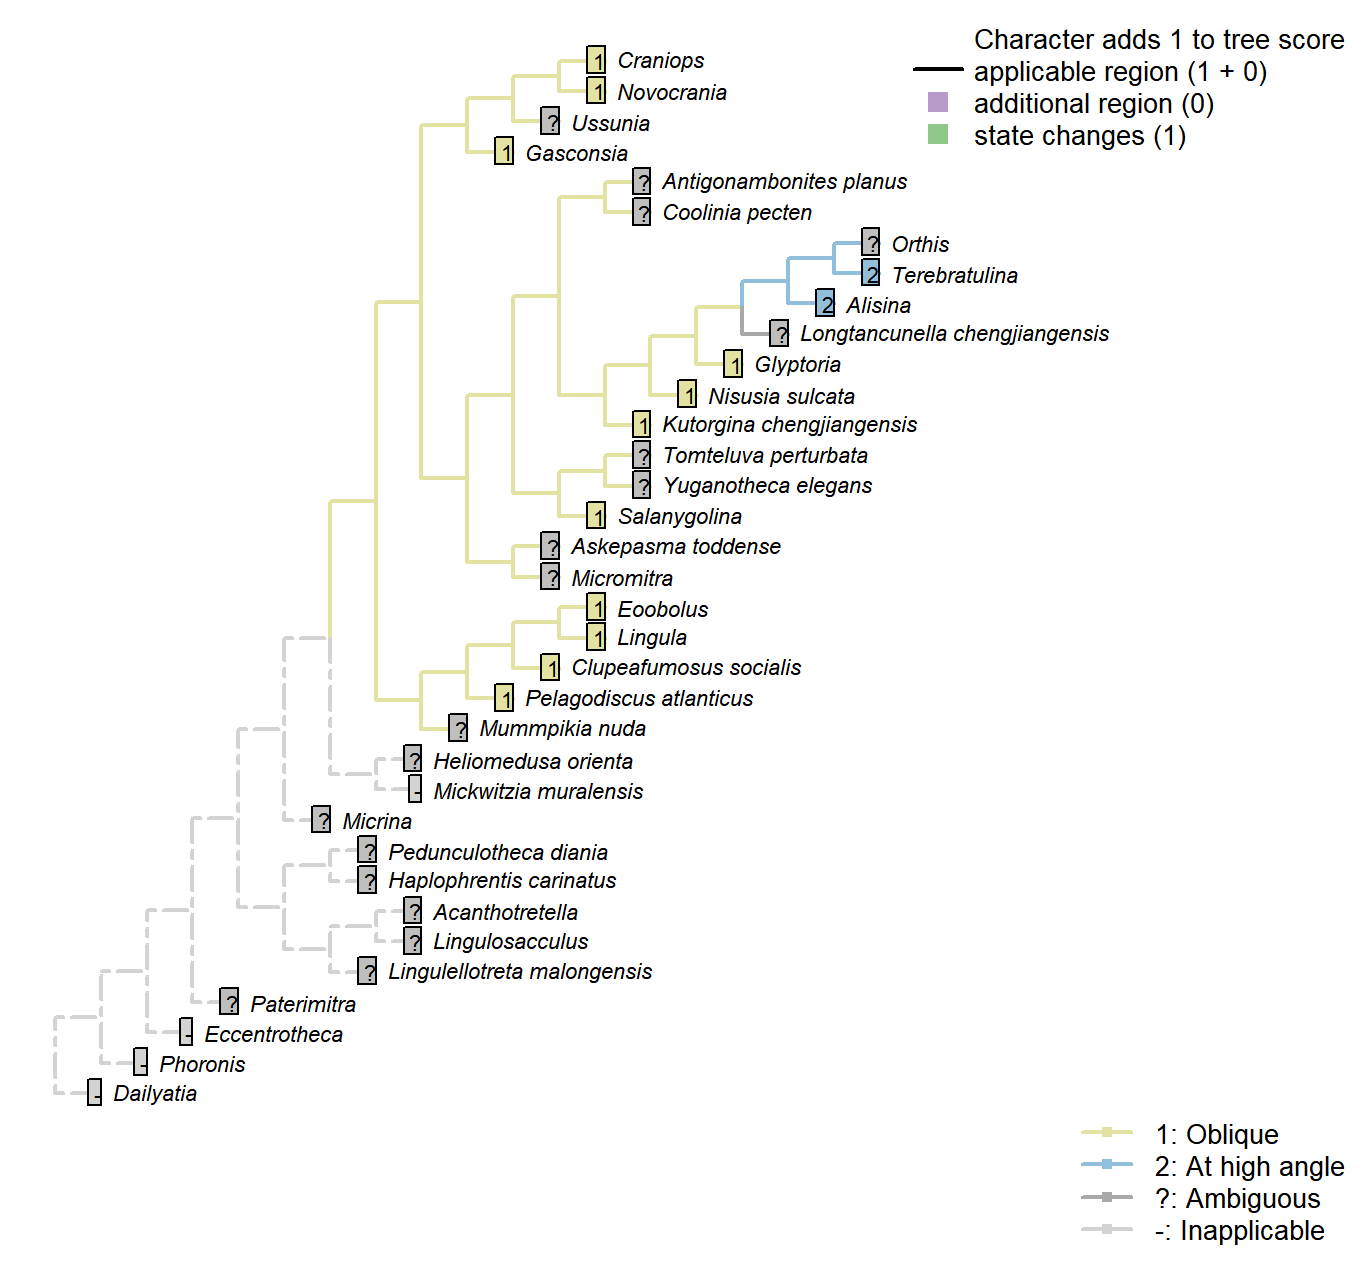 Character adds 1 to tree score
applicable region (1 + 0)
additional region (0)
state changes (1)
1 Craniops
1 Novocrania
? Ussunia
1 Gasconsia
? Antigonambonites planus
? Coolinia pecten
? Orthis
2 Terebratulina
2 Alisina
? Longtancunella chengjiangensis
1 Glyptoria
1 Nisusia sulcata
1 Kutorgina chengjiangensis
? Tomteluva perturbata
? Yuganotheca elegans
1 Salanygolina
? Askepasma toddense
? Micromitra
1 Eoobolus
1 Lingula
1 Clupeafumosus socialis
1 Pelagodiscus atlanticus
? Mummpikia nuda
? Heliomedusa orienta
- Mickwitzia muralensis
? Micrina
? Pedunculotheca diania
? Haplophrentis carinatus
? Acanthotretella
? Lingulosacculus
? Lingulellotreta malongensis
? Paterimitra
- Eccentrotheca
- Phoronis
- Dailyatia
1: Oblique
2: At high angle
?: Ambiguous
-: Inapplicable